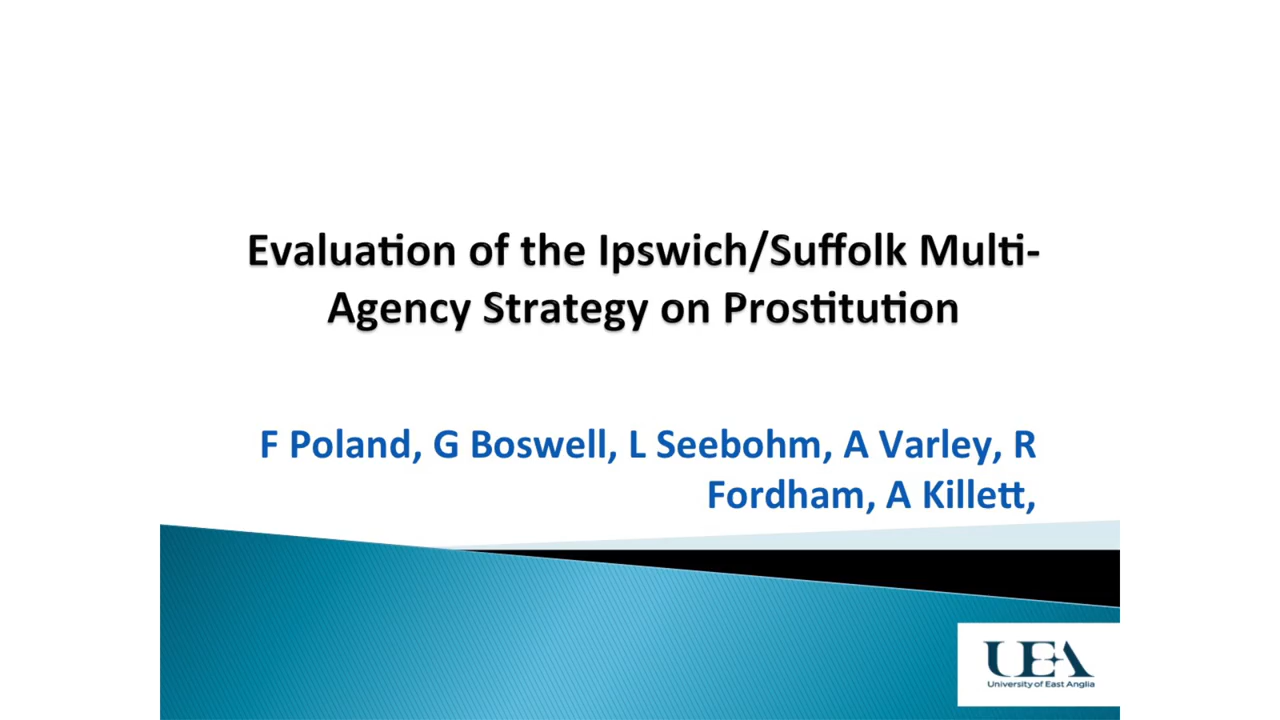 Evaluation of the Ipswich/Suffolk Multi-
Agency Strategy on Prostitution
F Poland, G Boswell, L Seebohm, A Varley, R
Fordham, A Killett,
UEA
University of East Anglia